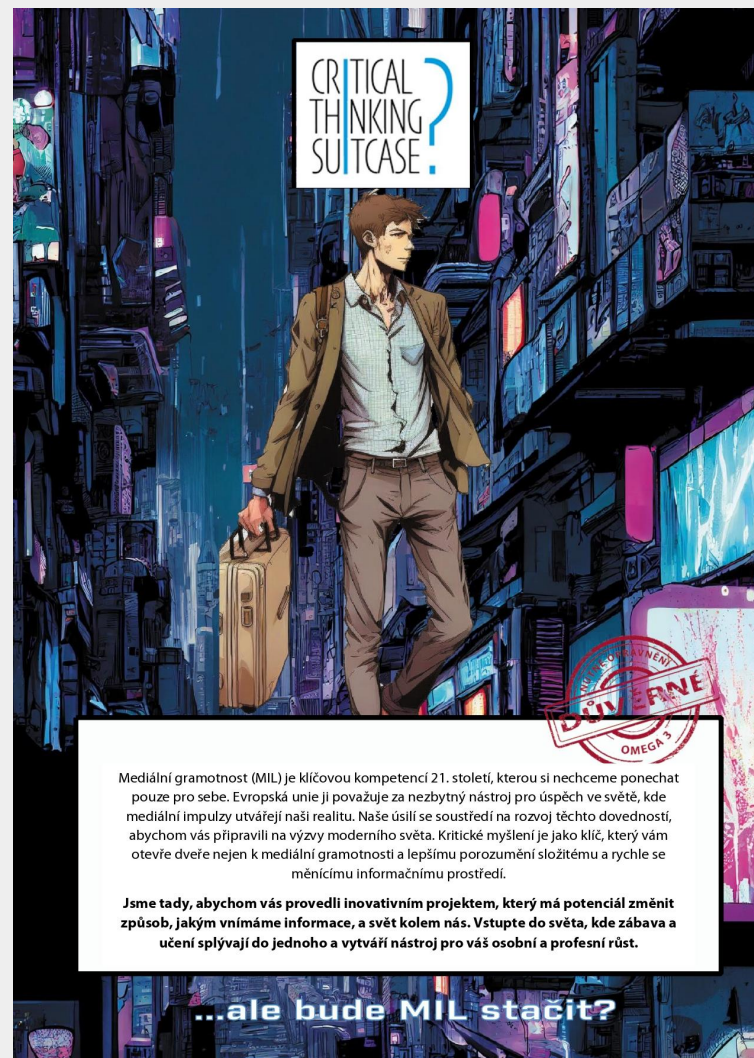 CRITICAL
THINKING
SUITCASE?
DŮVĚRNÉ
OMEGA 3
Mediální gramotnost (MIL) je klíčovou kompetencí 21. století, kterou si nechceme ponechat
pouze pro sebe. Evropská unie ji považuje za nezbytný nástroj pro úspěch ve světě, kde
mediální impulzy utvářejí naši realitu. Naše úsilí se soustředí na rozvoj těchto dovedností,
abychom vás připravili na výzvy moderního světa. Kritické myšlení je jako klíč, který vám
otevře dveře nejen k mediální gramotnosti a lepšímu porozumění složitému a rychle se
měnícímu informačnímu prostředí.
Jsme tady, abychom vás provedli inovativním projektem, který má potenciál změnit
způsob, jakým vnímáme informace, a svět kolem nás. Vstupte do světa, kde zábava a
učení splývají do jednoho a vytváří nástroj pro váš osobní a profesní růst.
...ale bude MIL stačit?